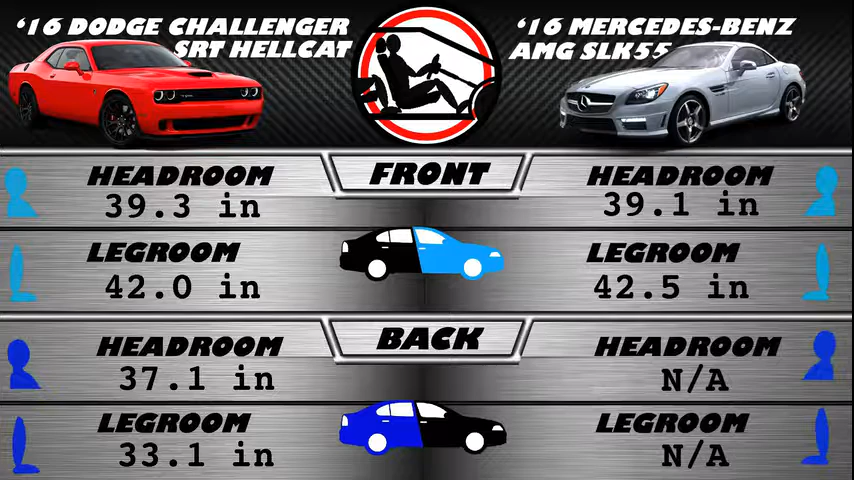 ‘16 DODGE CHALLENGER
SRT HELLCAT
‘16 MERCEDES-BENZ
AMG SLK55
FRONT
HEADROOM
39.3 in
HEADROOM
39.1 in
LEGROOM
42.0 in
LEGROOM
42.5 in
BACK
HEADROOM
37.1 in
HEADROOM
N/A
LEGROOM
33.1 in
LEGROOM
N/A